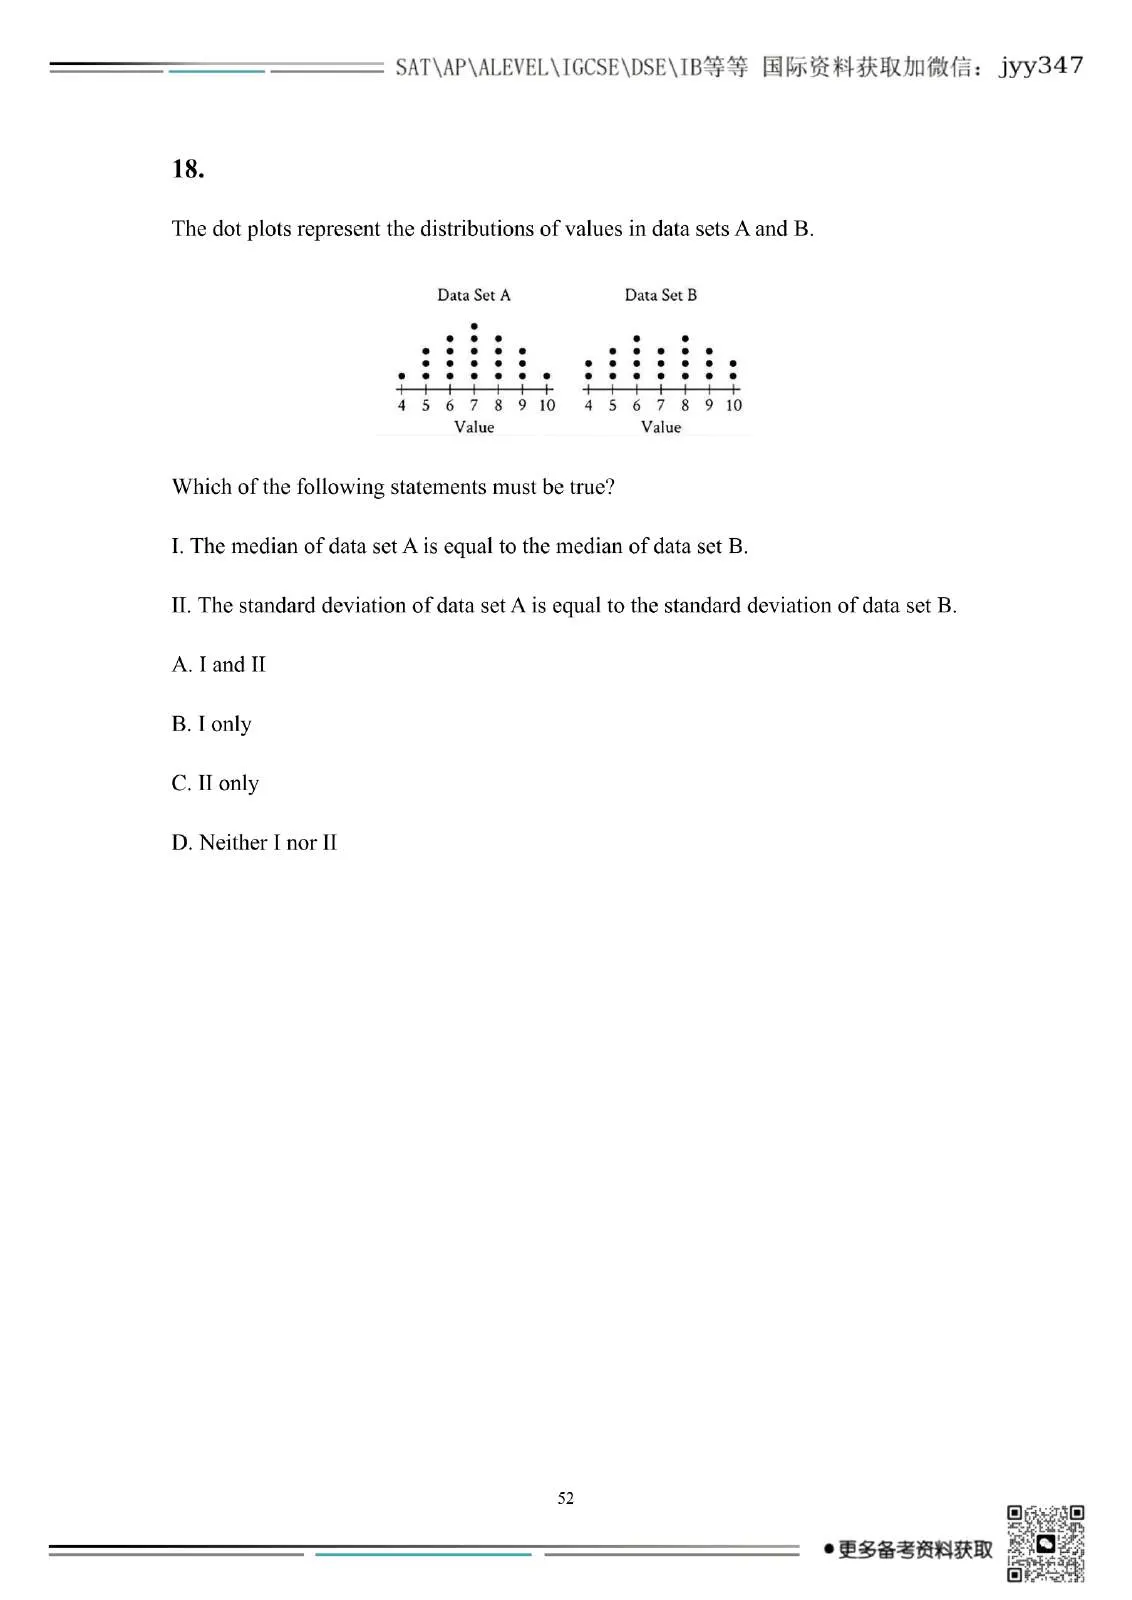 SAT\AP\ALEVEL\IGCSE\DSE\IB等等 国际资料获取加微信：jyy347
18.
The dot plots represent the distributions of values in data sets A and B.
Data Set A
4 5 6 7 8 9 10
Value
Data Set B
4 5 6 7 8 9 10
Value
Which of the following statements must be true?
I. The median of data set A is equal to the median of data set B.
II. The standard deviation of data set A is equal to the standard deviation of data set B.
A. I and II
B. I only
C. II only
D. Neither I nor II
52
●更多备考资料获取